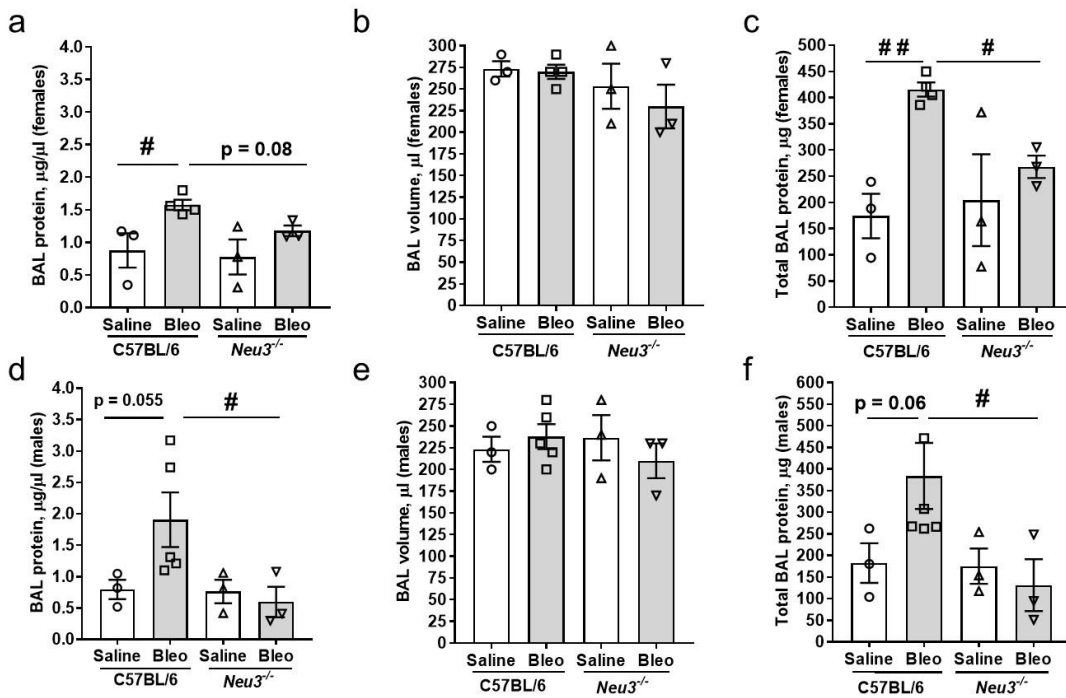 a
BAL protein, µg/µl (females)
4.0
3.5
3.0
2.5
2.0
1.5
1.0
0.5
0.0
#
p = 0.08
Saline Bleo Saline Bleo
C57BL/6 Neu3-/-
b
BAL volume, µl (females)
300
275
250
225
200
175
150
125
100
75
50
25
0
Saline Bleo Saline Bleo
C57BL/6 Neu3-/-
c
Total BAL protein, µg (females)
500
450
400
350
300
250
200
150
100
50
0
##
#
Saline Bleo Saline Bleo
C57BL/6 Neu3-/-
d
BAL protein, µg/µl (males)
4.0
3.5
3.0
2.5
2.0
1.5
1.0
0.5
0.0
p = 0.055
#
Saline Bleo Saline Bleo
C57BL/6 Neu3-/-
e
BAL volume, µl (males)
300
275
250
225
200
175
150
125
100
75
50
25
0
Saline Bleo Saline Bleo
C57BL/6 Neu3-/-
f
Total BAL protein, µg (males)
600
550
500
450
400
350
300
250
200
150
100
50
0
p = 0.06
#
Saline Bleo Saline Bleo
C57BL/6 Neu3-/-